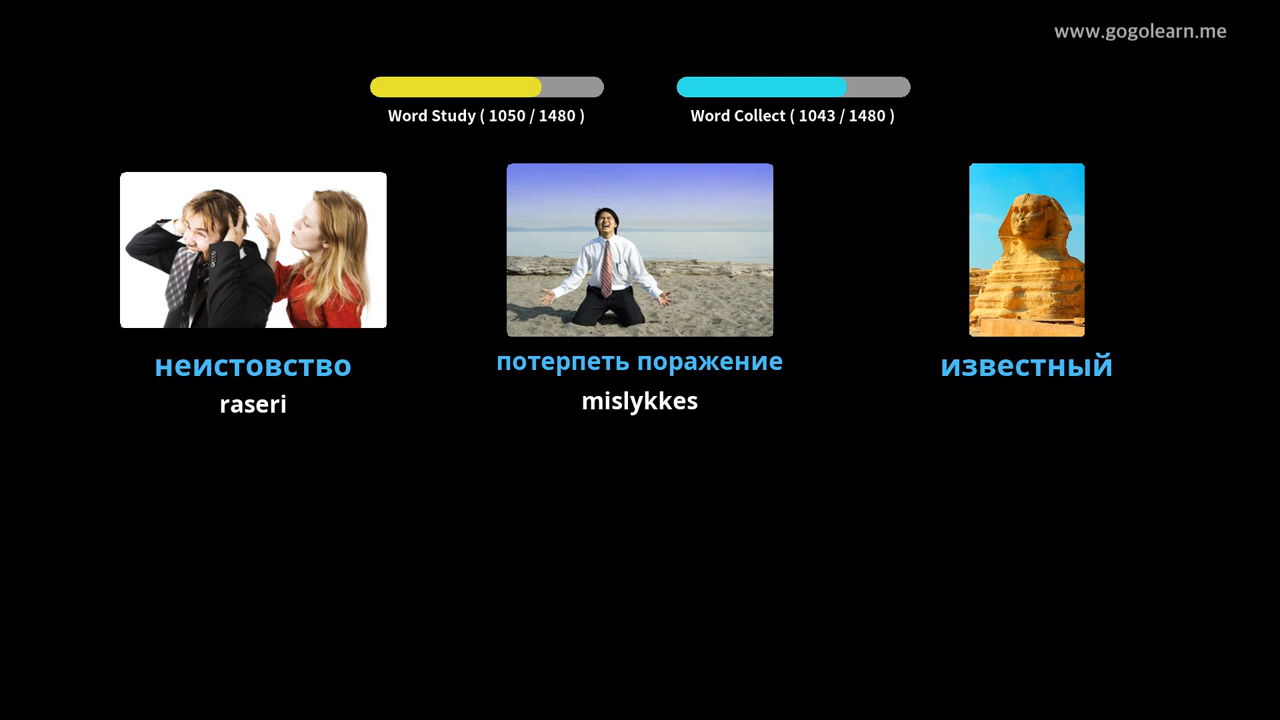 www.gogolearn.me
Word Study ( 1050 / 1480 )
Word Collect ( 1043 / 1480 )
неистовство
raseri
потерпеть поражение
mislykkes
известный